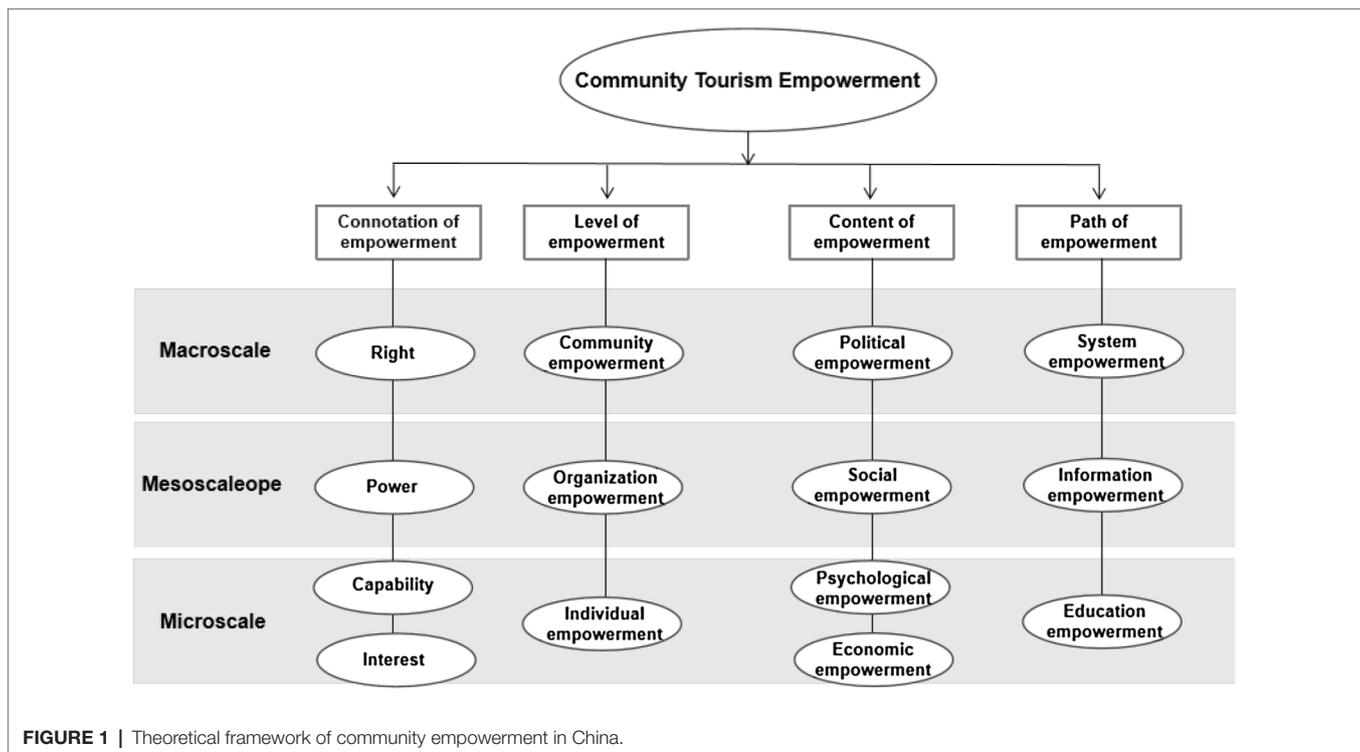 Community Tourism Empowerment
Connotation of
empowerment
Level of
empowerment
Content of
empowerment
Path of
empowerment
Macroscale
Right
Community
empowerment
Political
empowerment
System
empowerment
Mesoscaleope
Power
Organization
empowerment
Social
empowerment
Information
empowerment
Microscale
Capability
Interest
Individual
empowerment
Psychological
empowerment
Economic
empowerment
Education
empowerment
FIGURE 1 | Theoretical framework of community empowerment in China.